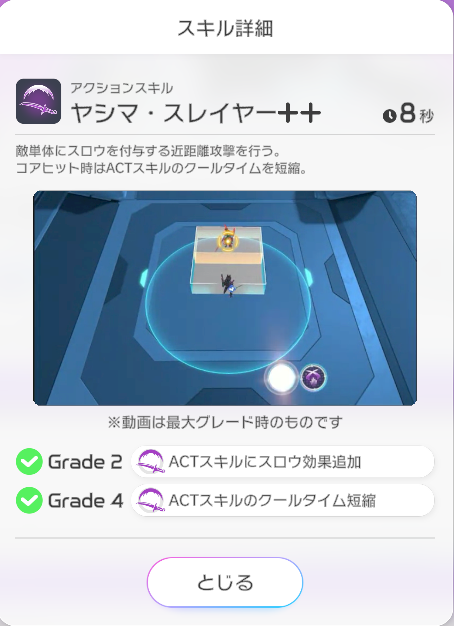 スキル詳細
アクションスキル
ヤシマ・スレイヤー++
8秒
敵単体にスロウを付与する近距離攻撃を行う。
コアヒット時はACTスキルのクールタイムを短縮。
※動画は最大グレード時のものです
Grade 2 ACTスキルにスロウ効果追加
Grade 4 ACTスキルのクールタイム短縮
とじる